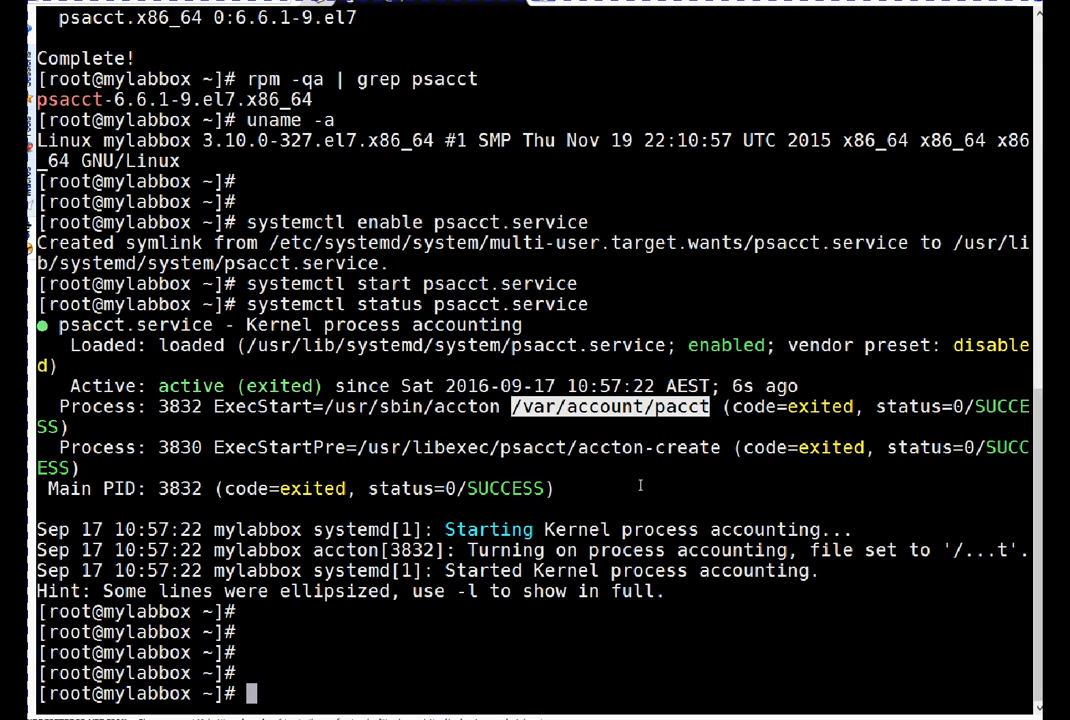 psacct.x86_64 0:6.6.1-9.el7
Complete!
[root@mylabbox ~]# rpm -qa | grep psacct
psacct-6.6.1-9.el7.x86_64
[root@mylabbox ~]# uname -a
Linux mylabbox 3.10.0-327.el7.x86_64 #1 SMP Thu Nov 19 22:10:57 UTC 2015 x86_64 x86_64 x86
_64 GNU/Linux
[root@mylabbox ~]#
[root@mylabbox ~]#
[root@mylabbox ~]# systemctl enable psacct.service
Created symlink from /etc/systemd/system/multi-user.target.wants/psacct.service to /usr/li
b/systemd/system/psacct.service.
[root@mylabbox ~]# systemctl start psacct.service
[root@mylabbox ~]# systemctl status psacct.service
● psacct.service - Kernel process accounting
Loaded: loaded (/usr/lib/systemd/system/psacct.service; enabled; vendor preset: disable
d)
Active: active (exited) since Sat 2016-09-17 10:57:22 AEST; 6s ago
Process: 3832 ExecStart=/usr/sbin/accton /var/account/pacct (code=exited, status=0/SUCCE
SS)
Process: 3830 ExecStartPre=/usr/libexec/psacct/accton-create (code=exited, status=0/SUCC
ESS)
Main PID: 3832 (code=exited, status=0/SUCCESS)
Sep 17 10:57:22 mylabbox systemd[1]: Starting Kernel process accounting...
Sep 17 10:57:22 mylabbox accton[3832]: Turning on process accounting, file set to '/...t'.
Sep 17 10:57:22 mylabbox systemd[1]: Started Kernel process accounting.
Hint: Some lines were ellipsized, use -l to show in full.
[root@mylabbox ~]#
[root@mylabbox ~]#
[root@mylabbox ~]#
[root@mylabbox ~]#
[root@mylabbox ~]#